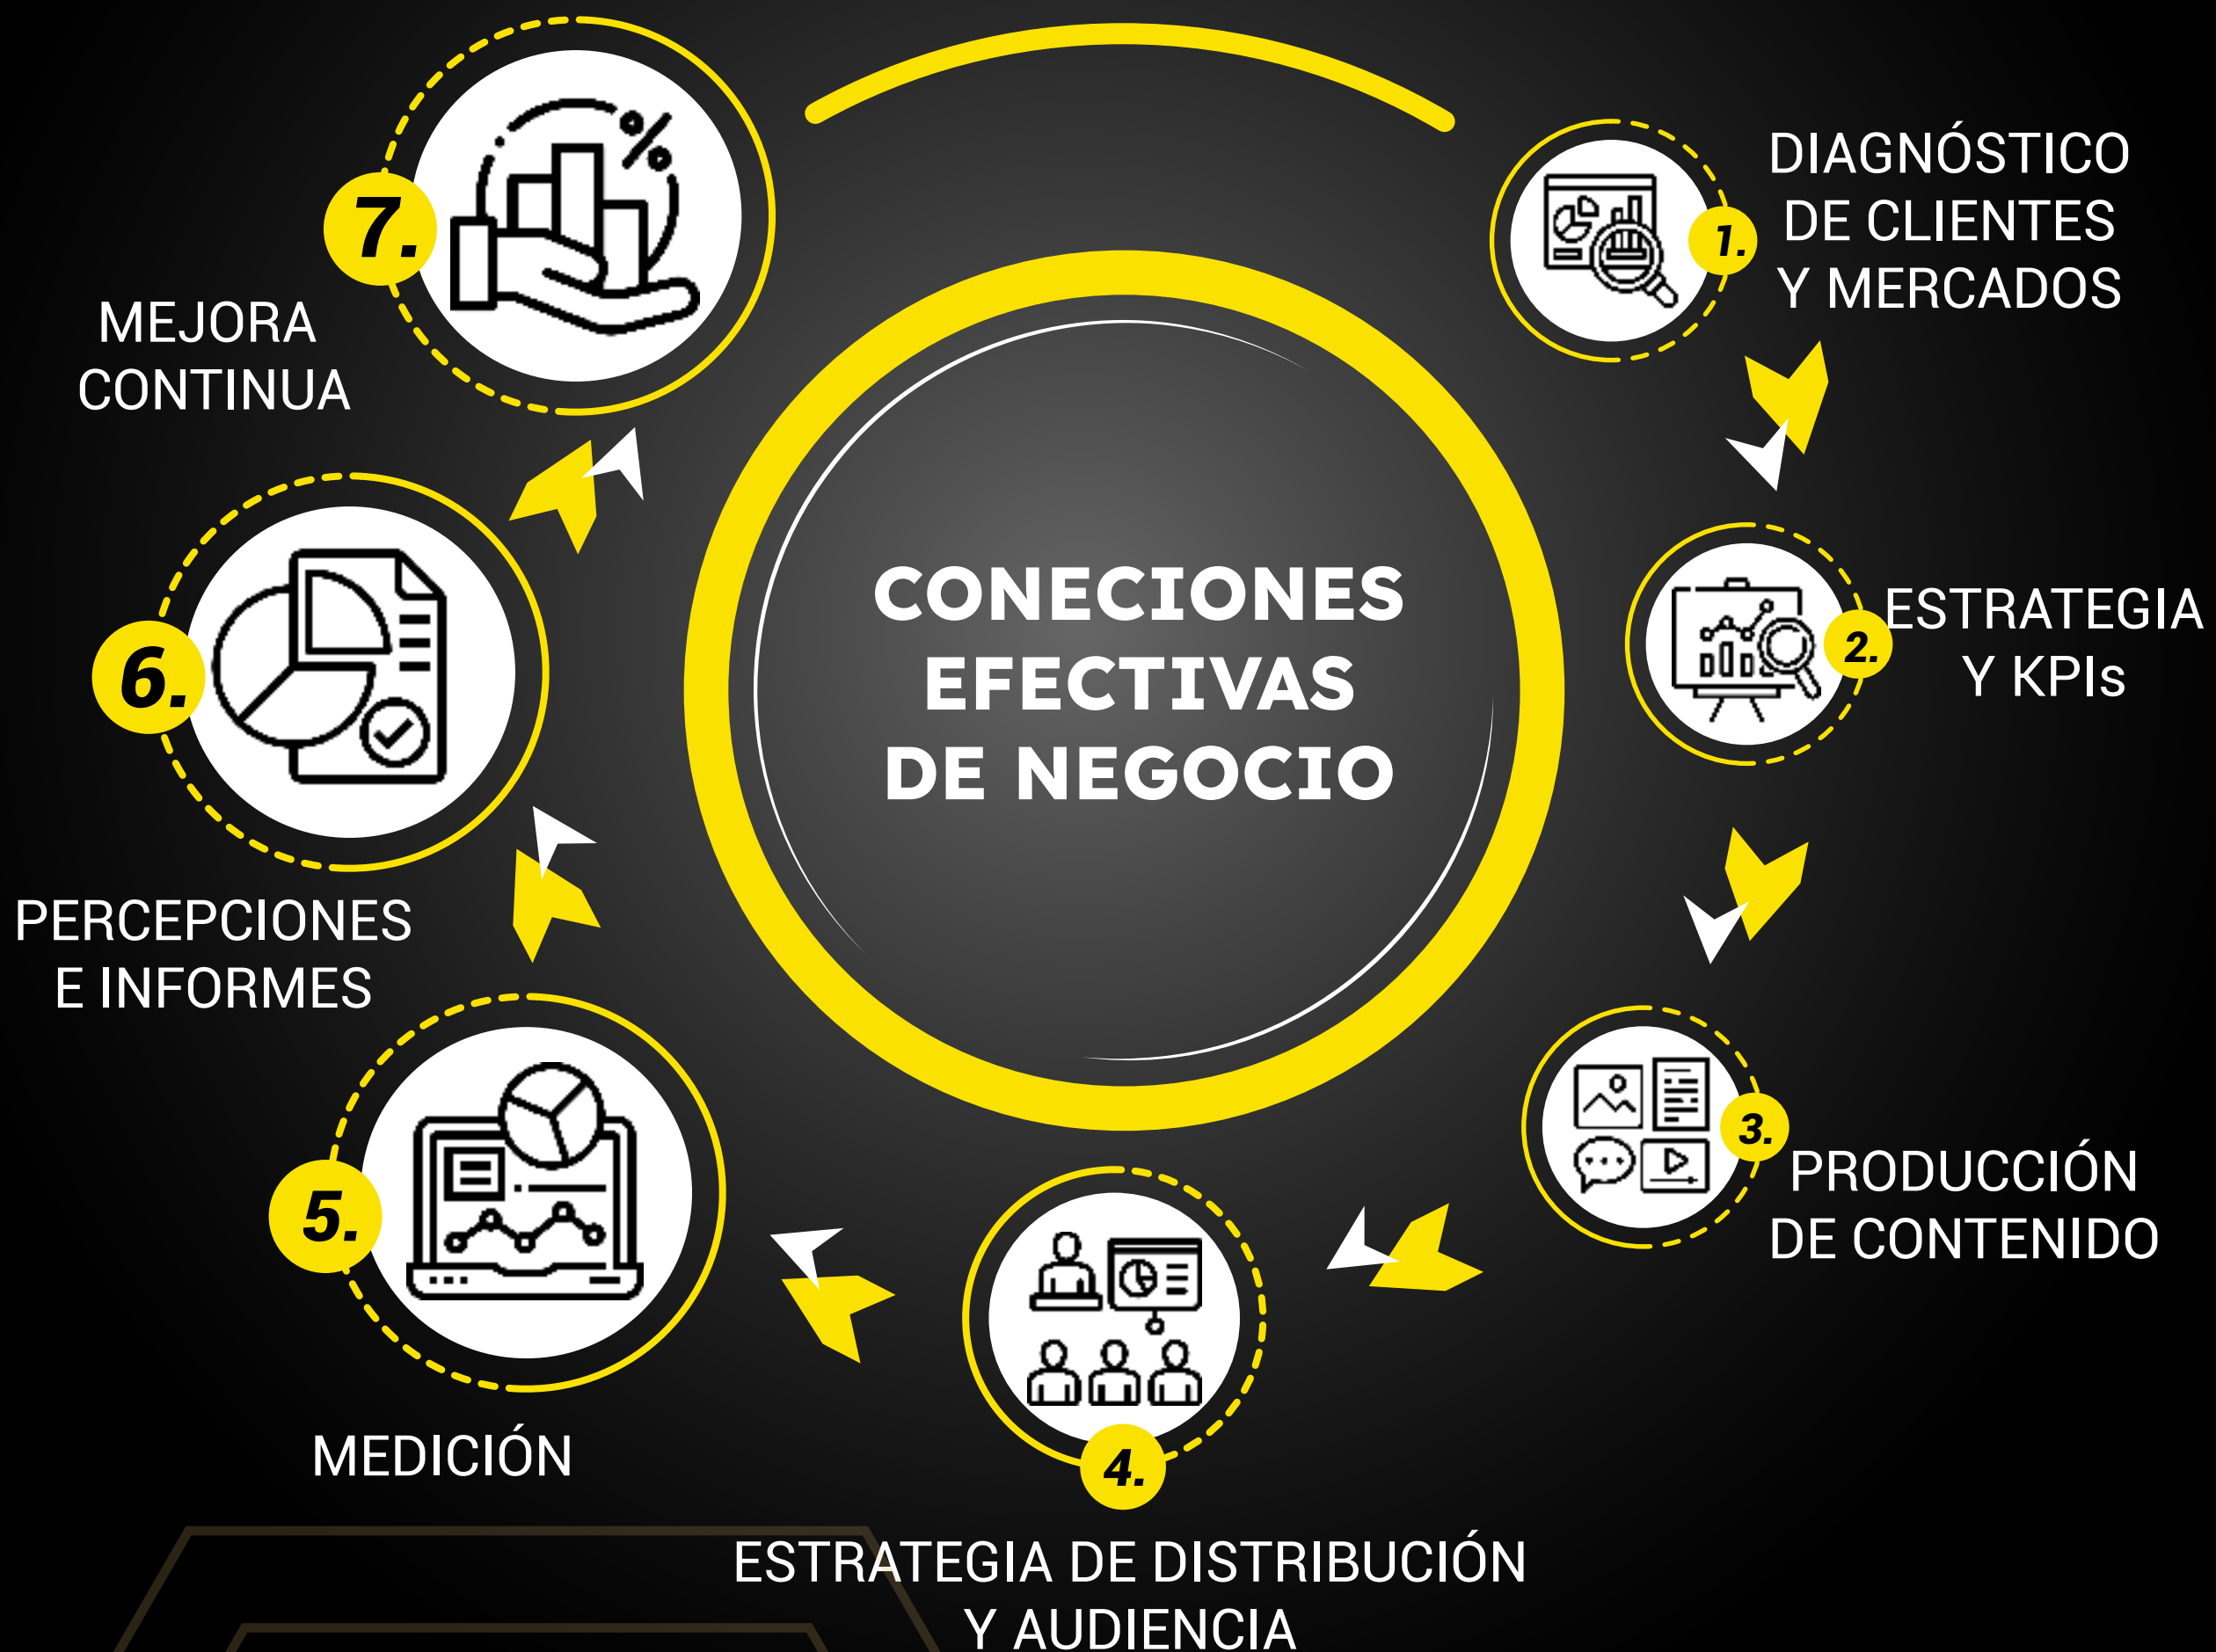 CONECIONES
EFECTIVAS
DE NEGOCIO
1.
DIAGNÓSTICO
DE CLIENTES
Y MERCADOS
2.
ESTRATEGIA
Y KPIs
3.
PRODUCCIÓN
DE CONTENIDO
4.
ESTRATEGIA DE DISTRIBUCIÓN
Y AUDIENCIA
5.
MEDICIÓN
6.
PERCEPCIONES
E INFORMES
7.
MEJORA
CONTINUA
%